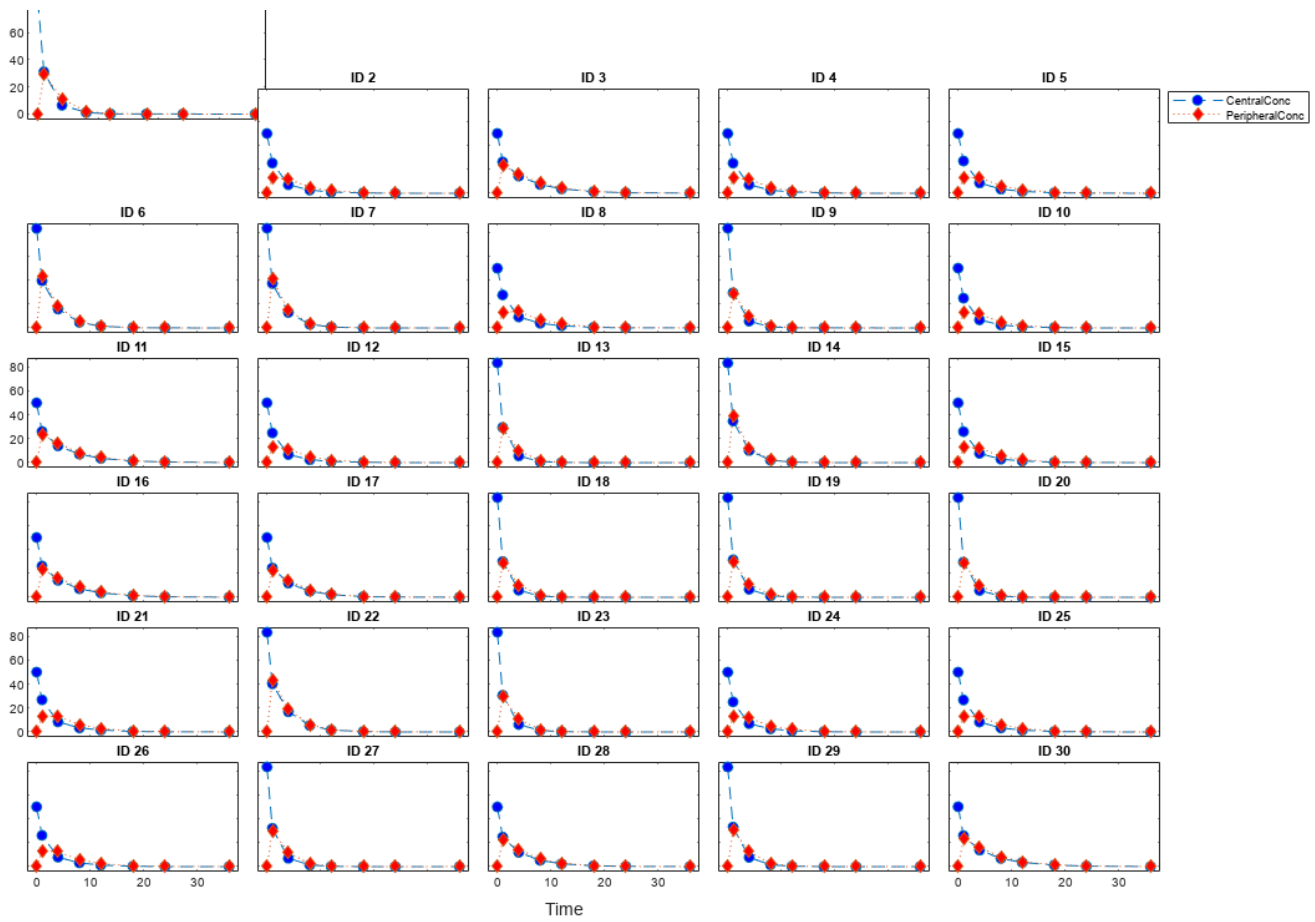 60
40
20
0
0 10 20 30 40
ID 2 ID 3 ID 4 ID 5
CentralConc
PeripheralConc
ID 6 ID 7 ID 8 ID 9 ID 10
ID 11 ID 12 ID 13 ID 14 ID 15
80
60
40
20
0
ID 16 ID 17 ID 18 ID 19 ID 20
ID 21 ID 22 ID 23 ID 24 ID 25
80
60
40
20
0
ID 26 ID 27 ID 28 ID 29 ID 30
0 10 20 30 0 10 20 30
Time